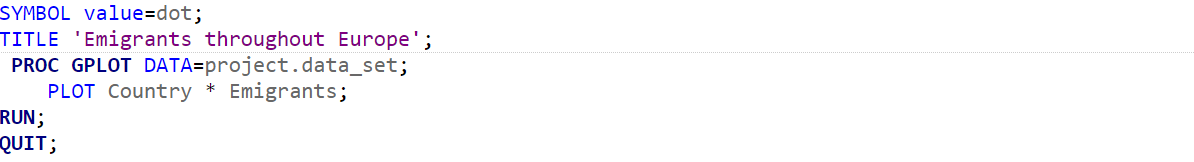 SYMBOL value=dot;
TITLE 'Emigrants throughout Europe';
PROC GPLOT DATA=project.data_set;
PLOT Country * Emigrants;
RUN;
QUIT;